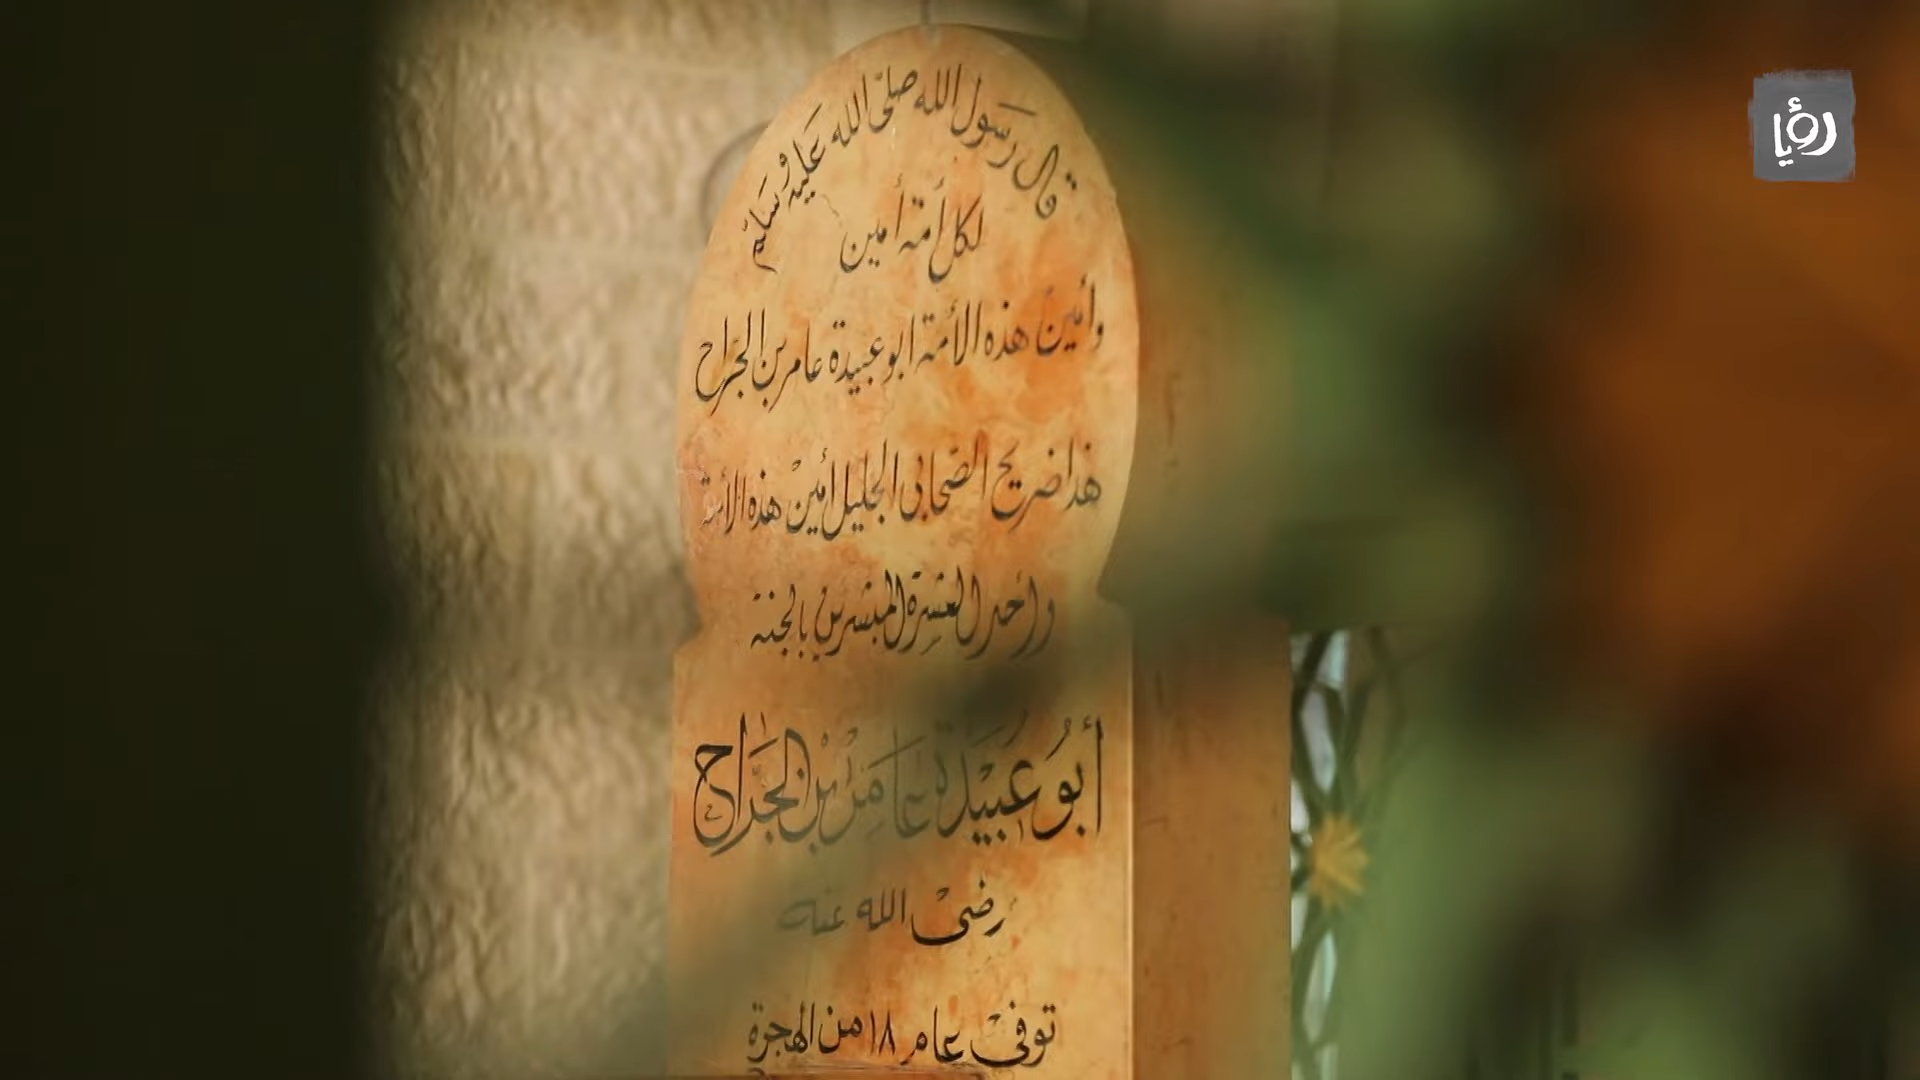 قال رسول الله صلى الله عليه وسلم
لكل أمة أمين
وأمين هذه الأمة ابو عبيدة عامر بن الجراح
هذا ضريح الصحابي الجليل أمين هذه الأمة
وأحد العشرة المبشرين بالجنة
أبو عبيدة عامر بن الجراح
رضي الله عنه
توفي عام ١٨ من الهجرة
رؤيا